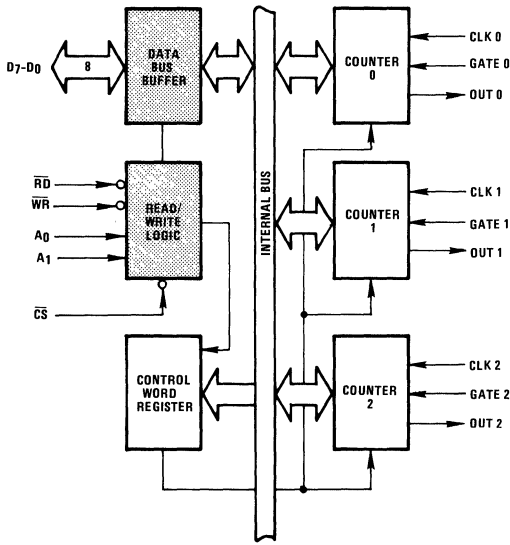 D7-D0
8
DATA
BUS
BUFFER
COUNTER
0
CLK 0
GATE 0
OUT 0
RD
WR
A0
A1
CS
READ/
WRITE
LOGIC
INTERNAL BUS
COUNTER
1
CLK 1
GATE 1
OUT 1
CONTROL
WORD
REGISTER
COUNTER
2
CLK 2
GATE 2
OUT 2